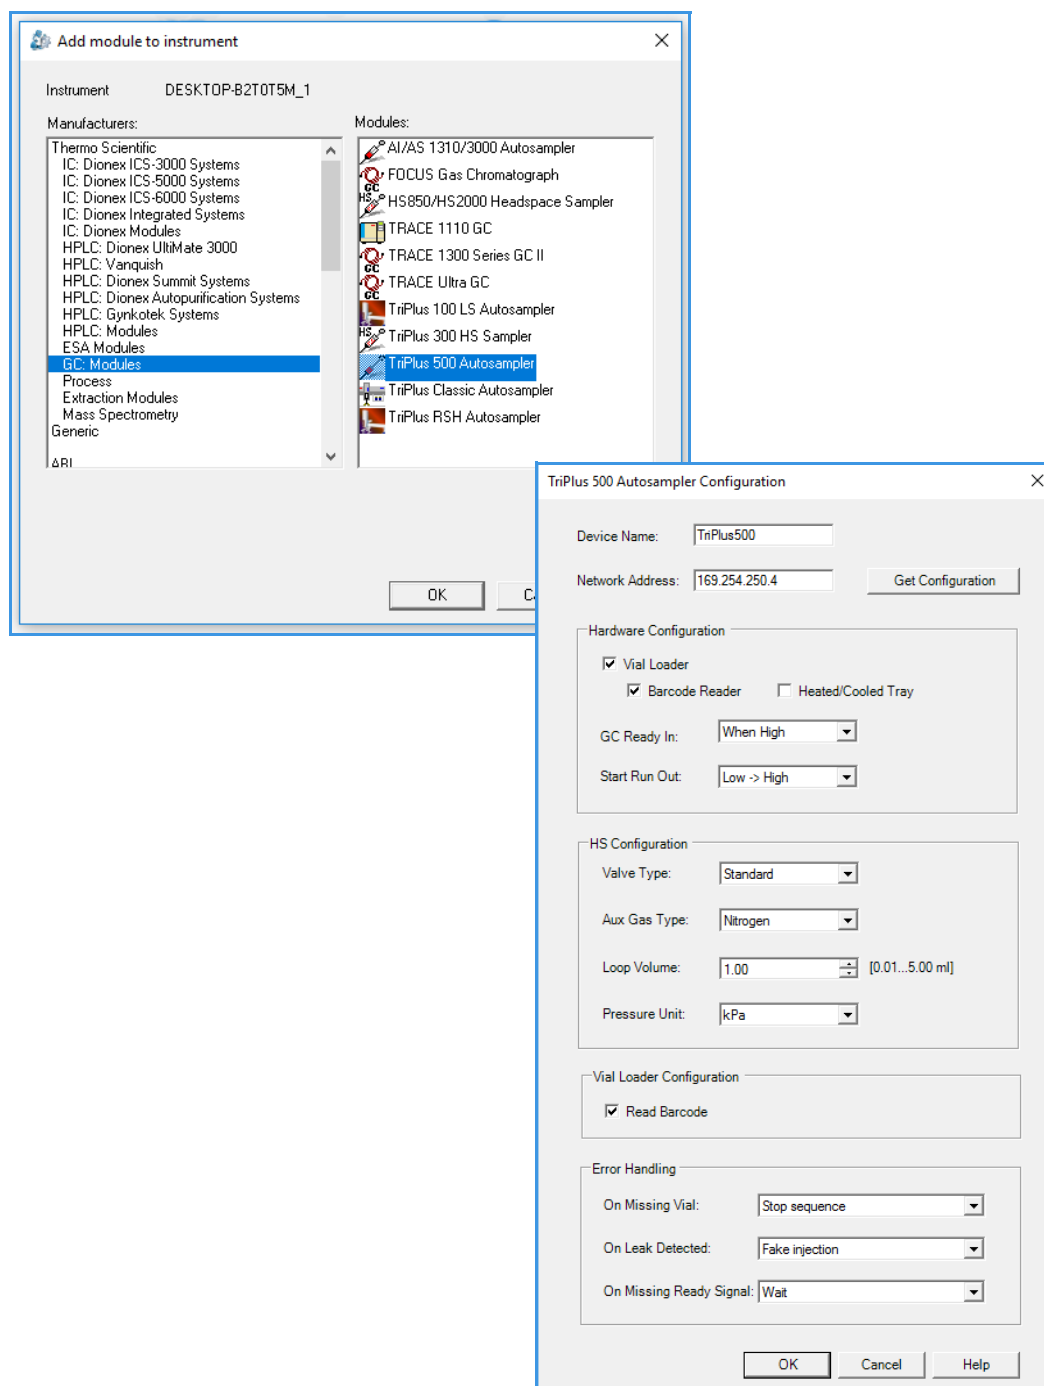 Add module to instrument
Instrument DESKTOP-B2T0T5M_1
Manufacturers:
Thermo Scientific
IC: Dionex ICS-3000 Systems
IC: Dionex ICS-5000 Systems
IC: Dionex ICS-6000 Systems
IC: Dionex Integrated Systems
IC: Dionex Modules
HPLC: Dionex UltiMate 3000
HPLC: Vanquish
HPLC: Dionex Summit Systems
HPLC: Dionex Autopurification Systems
HPLC: Gynkotek Systems
HPLC: Modules
ESA Modules
GC: Modules
Process
Extraction Modules
Mass Spectrometry
Generic
Modules:
AI/AS 1310/3000 Autosampler
FOCUS Gas Chromatograph
GC
HS850/HS2000 Headspace Sampler
HS
TRACE 1110 GC
TRACE 1300 Series GC II
GC
TRACE Ultra GC
GC
TriPlus 100 LS Autosampler
TriPlus 300 HS Sampler
HS
TriPlus 500 Autosampler
TriPlus Classic Autosampler
TriPlus RSH Autosampler
OK
TriPlus 500 Autosampler Configuration
Device Name: TriPlus500
Network Address: 169.254.250.4 Get Configuration
Hardware Configuration
Vial Loader
Barcode Reader Heated/Cooled Tray
GC Ready In: When High
Start Run Out: Low -> High
HS Configuration
Valve Type: Standard
Aux Gas Type: Nitrogen
Loop Volume: 1.00 [0.01...5.00 ml]
Pressure Unit: kPa
Vial Loader Configuration
Read Barcode
Error Handling
On Missing Vial: Stop sequence
On Leak Detected: Fake injection
On Missing Ready Signal: Wait
OK Cancel Help